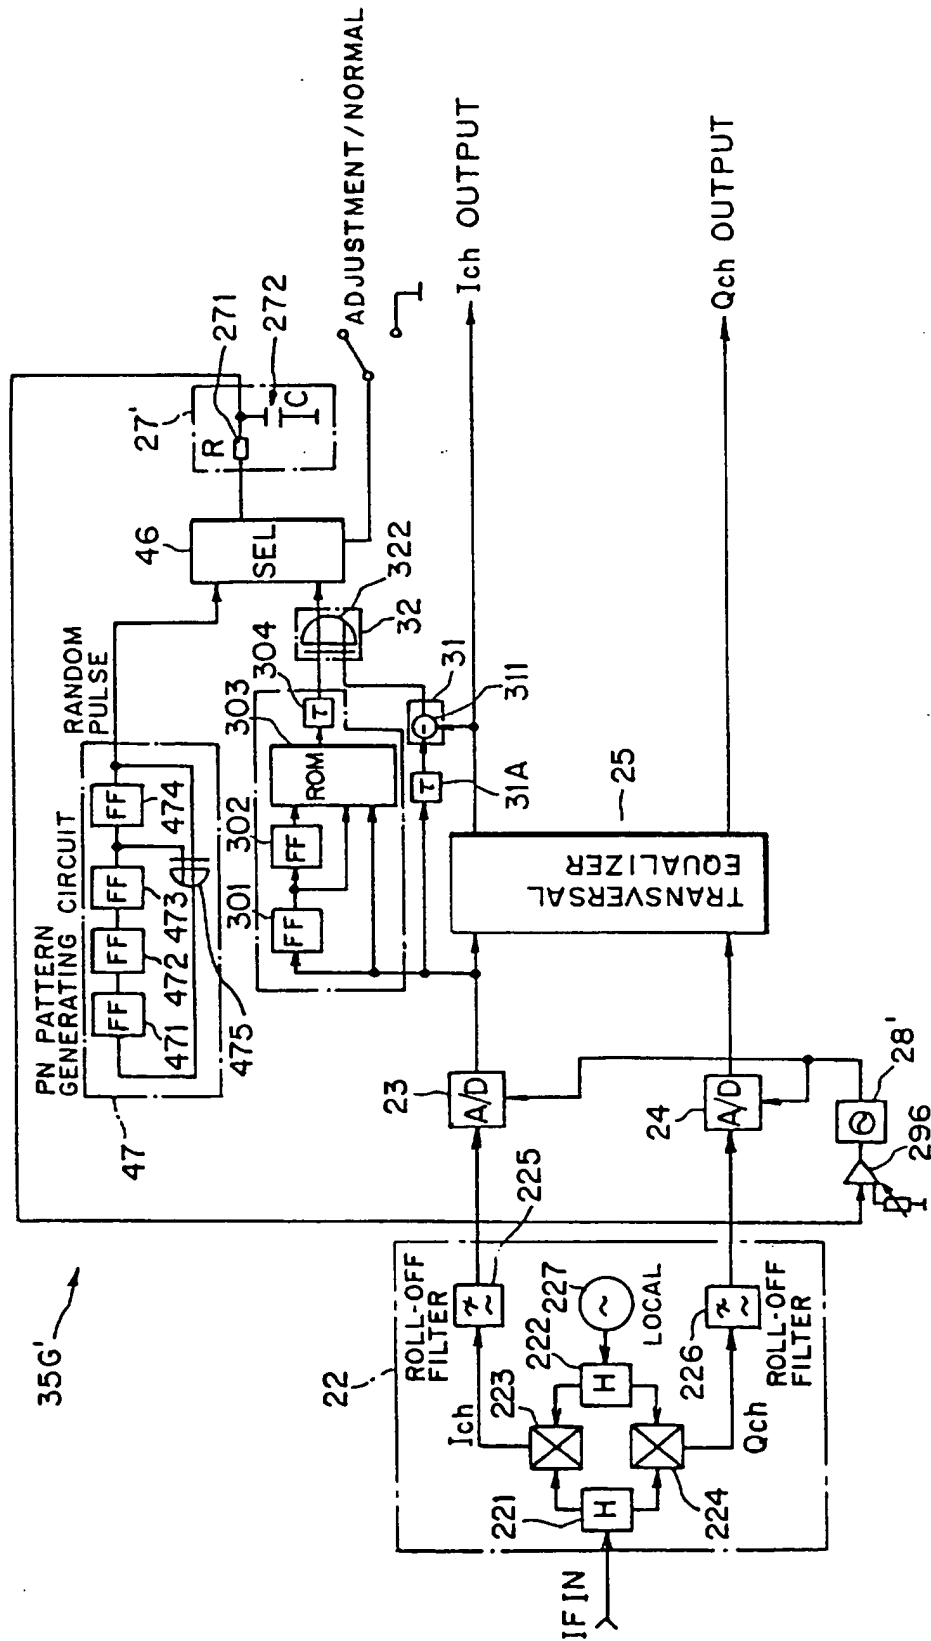 35G'
47
PN PATTERN
GENERATING CIRCUIT
RANDOM
PULSE
FF
FF
FF
FF
471
472
473
474
475
46
SEL
27'
R
271
C
272
ADJUSTMENT/NORMAL
301
FF
302
FF
303
ROM
304
τ
322
32
31
-
311
31A
τ
Ich OUTPUT
22
ROLL-OFF
FILTER
225
Ich
223
222
227
~
LOCAL
H
IF IN
221
H
224
Qch
226
ROLL-OFF
FILTER
23
A/D
24
A/D
TRANSVERSAL
EQUALIZER
25
Qch OUTPUT
28'
296